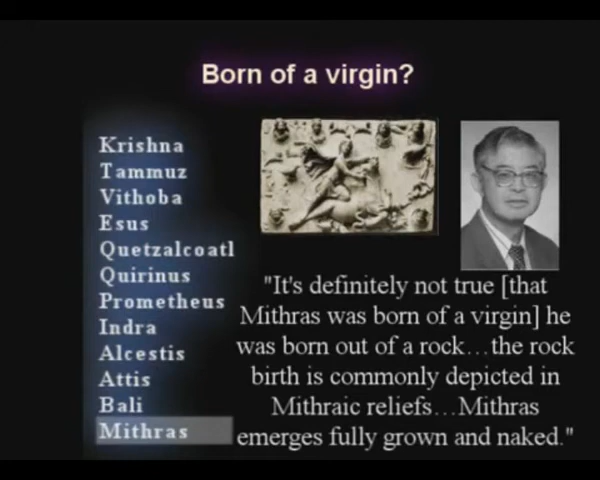 Born of a virgin?
Krishna
Tammuz
Vithoba
Esus
Quetzalcoatl
Quirinus
Prometheus
Indra
Alcestis
Attis
Bali
Mithras
"It's definitely not true [that
Mithras was born of a virgin] he
was born out of a rock…the rock
birth is commonly depicted in
Mithraic reliefs…Mithras
emerges fully grown and naked."